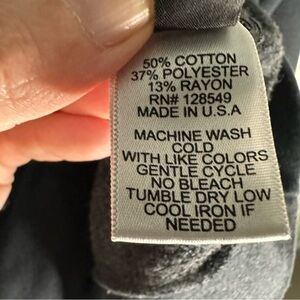 50% COTTON
37% POLYESTER
13% RAYON
RN# 128549
MADE IN U.S.A
MACHINE WASH
COLD
WITH LIKE COLORS
GENTLE CYCLE
NO BLEACH
TUMBLE DRY LOW
COOL IRON IF
NEEDED